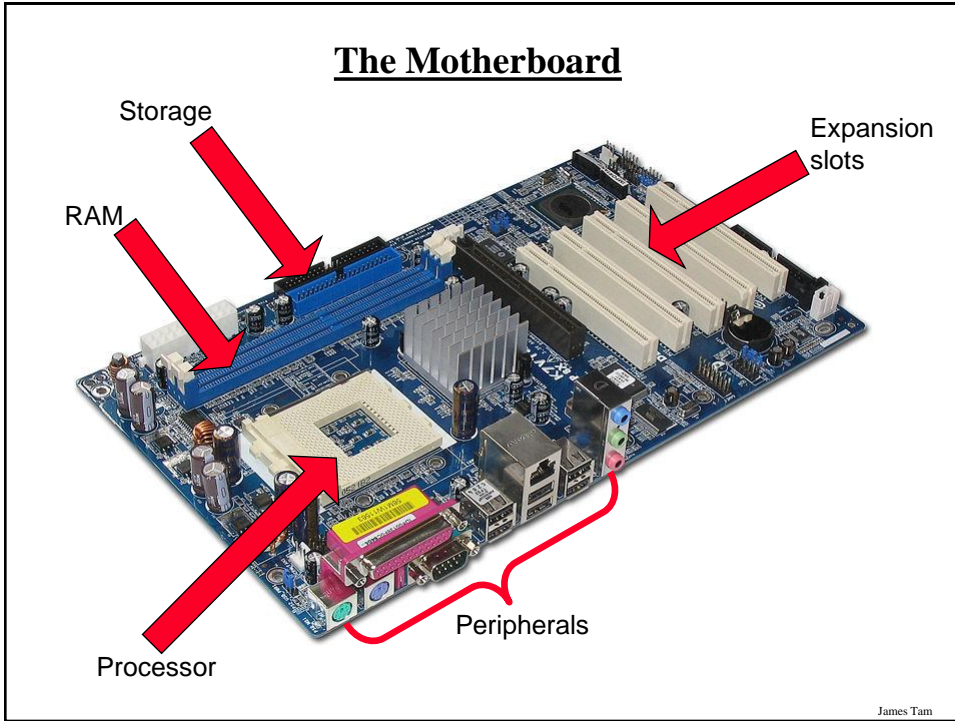 The Motherboard
Storage
Expansion
slots
RAM
Peripherals
Processor
James Tam